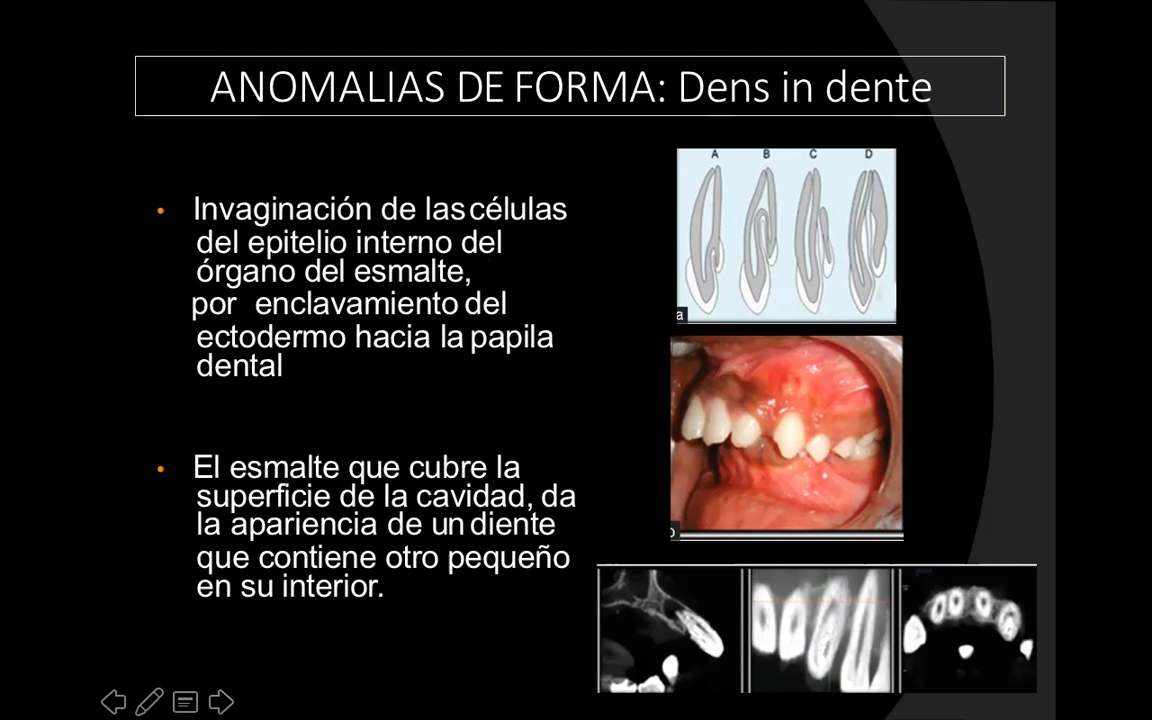 ANOMALIAS DE FORMA: Dens in dente
A B C D
• Invaginación de las células
del epitelio interno del
órgano del esmalte,
por enclavamiento del
ectodermo hacia la papila
dental
a
• El esmalte que cubre la
superficie de la cavidad, da
la apariencia de un diente
que contiene otro pequeño
en su interior.